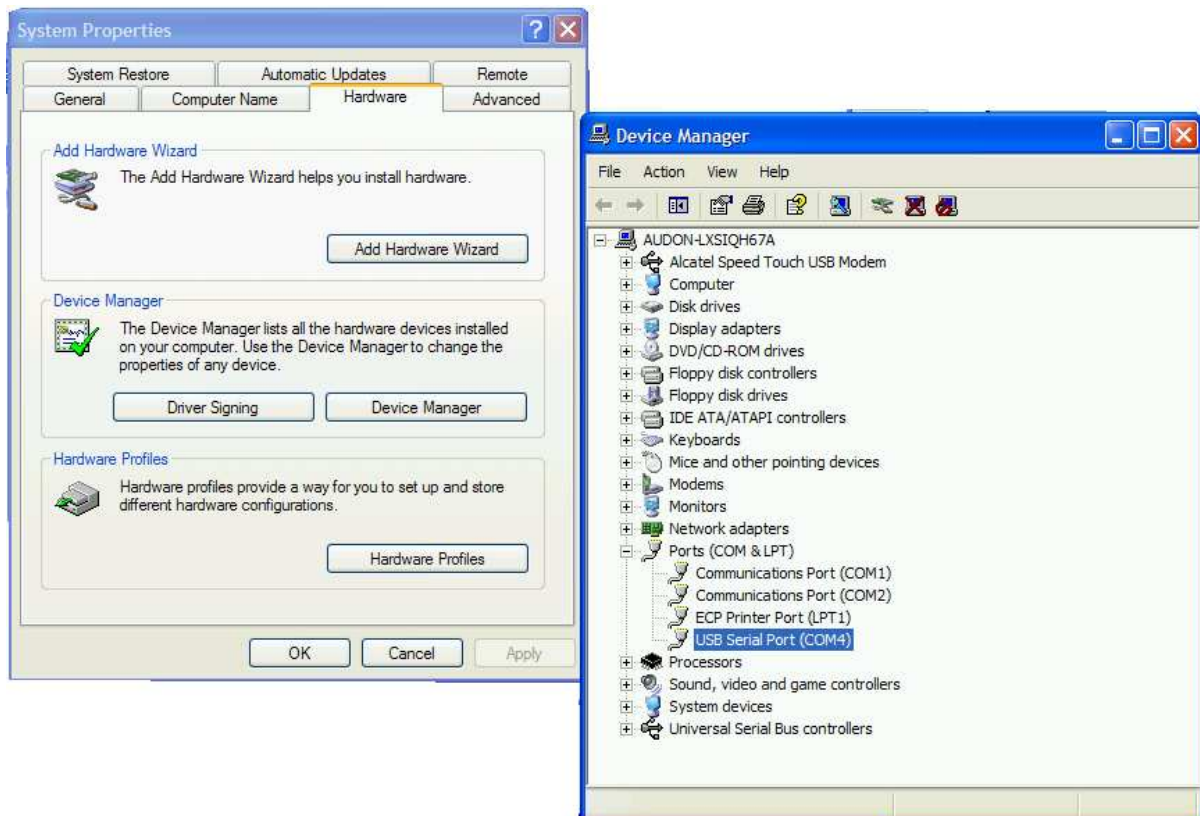 System Properties
System Restore Automatic Updates Remote
General Computer Name Hardware Advanced
Add Hardware Wizard
The Add Hardware Wizard helps you install hardware.
Add Hardware Wizard
Device Manager
The Device Manager lists all the hardware devices installed
on your computer. Use the Device Manager to change the
properties of any device.
Driver Signing Device Manager
Hardware Profiles
Hardware profiles provide a way for you to set up and store
different hardware configurations.
Hardware Profiles
OK Cancel Apply
Device Manager
File Action View Help
AUDON-LXSIQH67A
Alcatel Speed Touch USB Modem
Computer
Disk drives
Display adapters
DVD/CD-ROM drives
Floppy disk controllers
Floppy disk drives
IDE ATA/ATAPI controllers
Keyboards
Mice and other pointing devices
Modems
Monitors
Network adapters
Ports (COM & LPT)
Communications Port (COM1)
Communications Port (COM2)
ECP Printer Port (LPT1)
USB Serial Port (COM4)
Processors
Sound, video and game controllers
System devices
Universal Serial Bus controllers